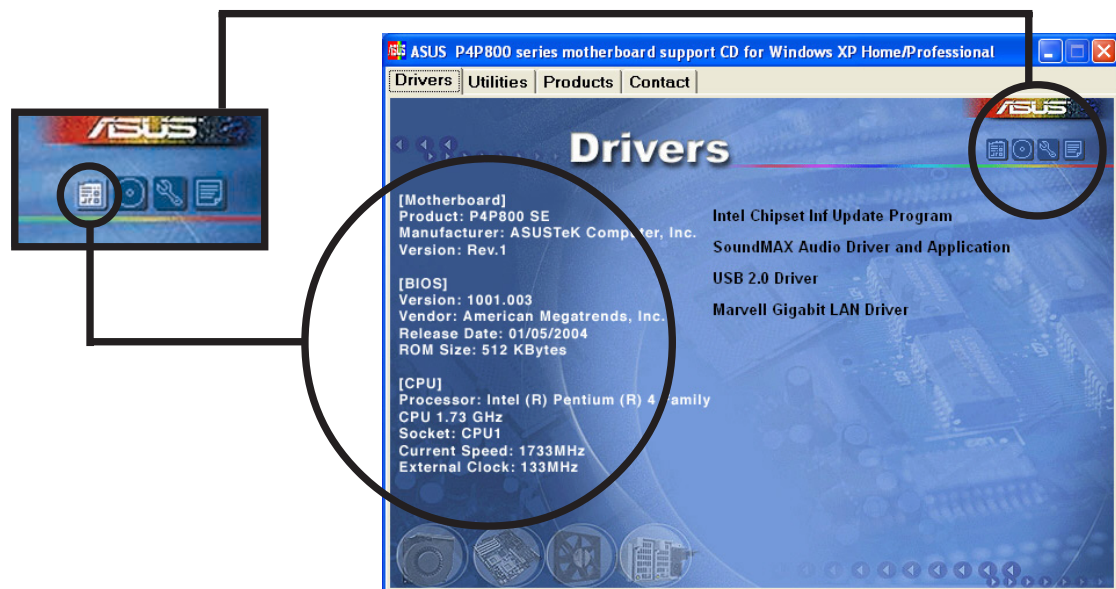 ASUS P4P800 series motherboard support CD for Windows XP Home/Professional
Drivers Utilities Products Contact
ASUS
ASUS
Drivers
[Motherboard]
Product: P4P800 SE
Manufacturer: ASUSTeK Computer, Inc.
Version: Rev.1
[BIOS]
Version: 1001.003
Vendor: American Megatrends, Inc.
Release Date: 01/05/2004
ROM Size: 512 KBytes
[CPU]
Processor: Intel (R) Pentium (R) 4 Family
CPU 1.73 GHz
Socket: CPU1
Current Speed: 1733MHz
External Clock: 133MHz
Intel Chipset Inf Update Program
SoundMAX Audio Driver and Application
USB 2.0 Driver
Marvell Gigabit LAN Driver